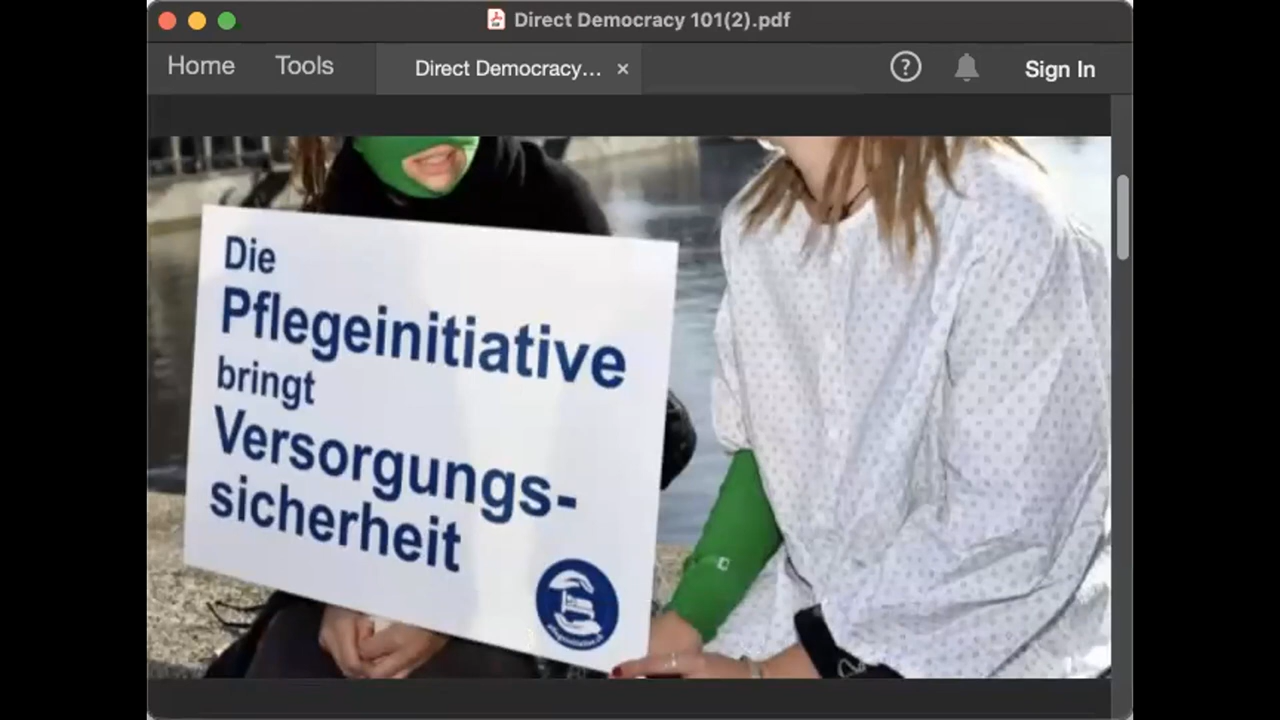 Direct Democracy 101(2).pdf
Home Tools Direct Democracy... × ? Sign In
Die
Pflegeinitiative
bringt
Versorgungs-
sicherheit